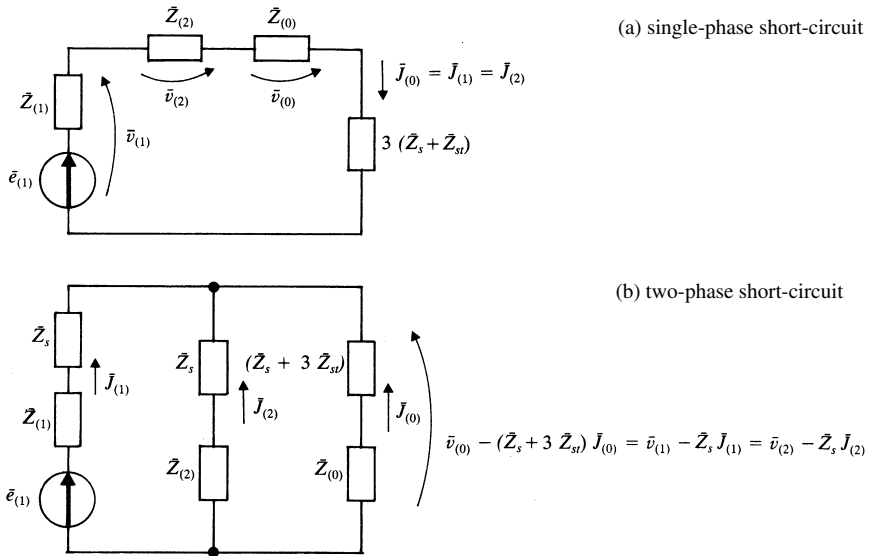 Z̄(2) Z̄(0)
(a) single-phase short-circuit
J̄(0) = J̄(1) = J̄(2)
v̄(2) v̄(0)
Z̄(1)
v̄(1)
3 (Z̄s + Z̄st)
ē(1)
(b) two-phase short-circuit
Z̄s Z̄s (Z̄s + 3 Z̄st)
J̄(1) J̄(2) J̄(0)
Z̄(1)
v̄(0) − (Z̄s + 3 Z̄st) J̄(0) = v̄(1) − Z̄s J̄(1) = v̄(2) − Z̄s J̄(2)
Z̄(2) Z̄(0)
ē(1)